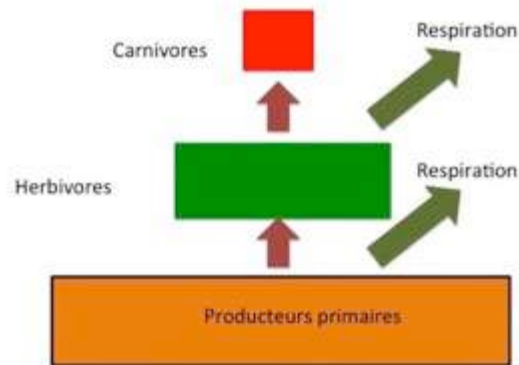 Respiration
Carnivores
Respiration
Herbivores
Producteurs primaires